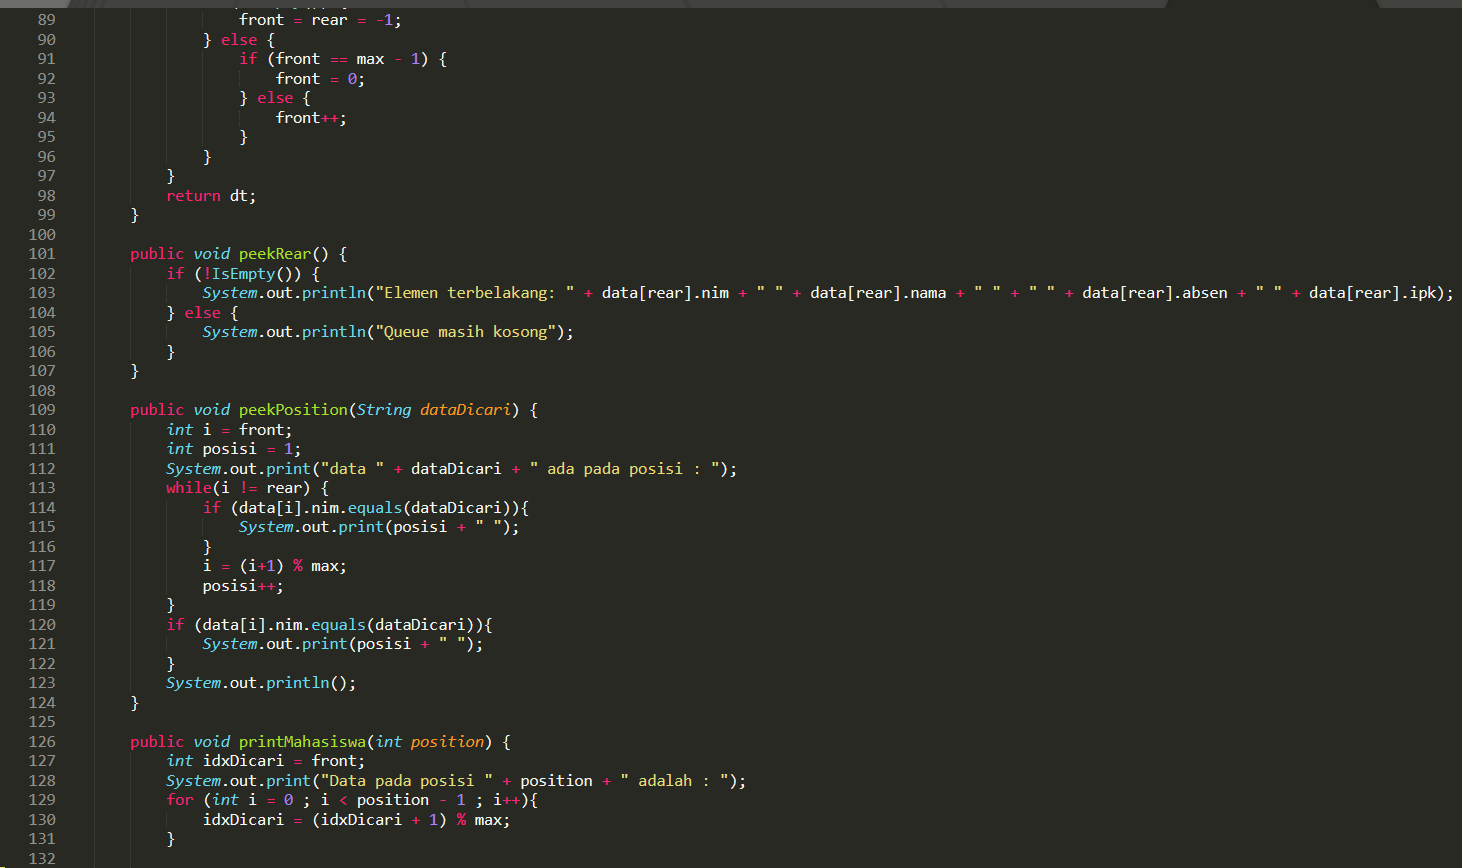 89 front = rear = -1;
90 } else {
91 if (front == max - 1) {
92 front = 0;
93 } else {
94 front++;
95 }
96 }
97 }
98 return dt;
99 }
100
101 public void peekRear() {
102 if (!IsEmpty()) {
103 System.out.println("Elemen terbelakang: " + data[rear].nim + " " + data[rear].nama + " " + " " + data[rear].absen + " " + data[rear].ipk);
104 } else {
105 System.out.println("Queue masih kosong");
106 }
107 }
108
109 public void peekPosition(String dataDicari) {
110 int i = front;
111 int posisi = 1;
112 System.out.print("data " + dataDicari + " ada pada posisi : ");
113 while(i != rear) {
114 if (data[i].nim.equals(dataDicari)){
115 System.out.print(posisi + " ");
116 }
117 i = (i+1) % max;
118 posisi++;
119 }
120 if (data[i].nim.equals(dataDicari)){
121 System.out.print(posisi + " ");
122 }
123 System.out.println();
124 }
125
126 public void printMahasiswa(int position) {
127 int idxDicari = front;
128 System.out.print("Data pada posisi " + position + " adalah : ");
129 for (int i = 0 ; i < position - 1 ; i++){
130 idxDicari = (idxDicari + 1) % max;
131 }
132